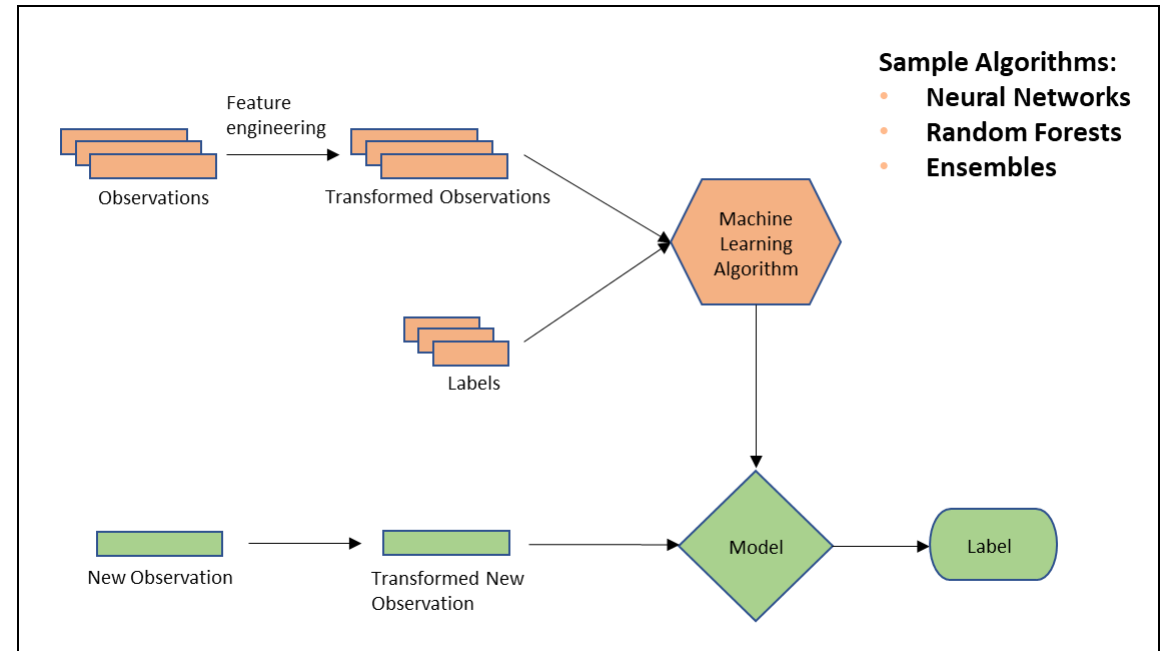 Sample Algorithms:
• Neural Networks
• Random Forests
• Ensembles
Feature
engineering
Observations
Transformed Observations
Machine
Learning
Algorithm
Labels
New Observation
Transformed New
Observation
Model
Label